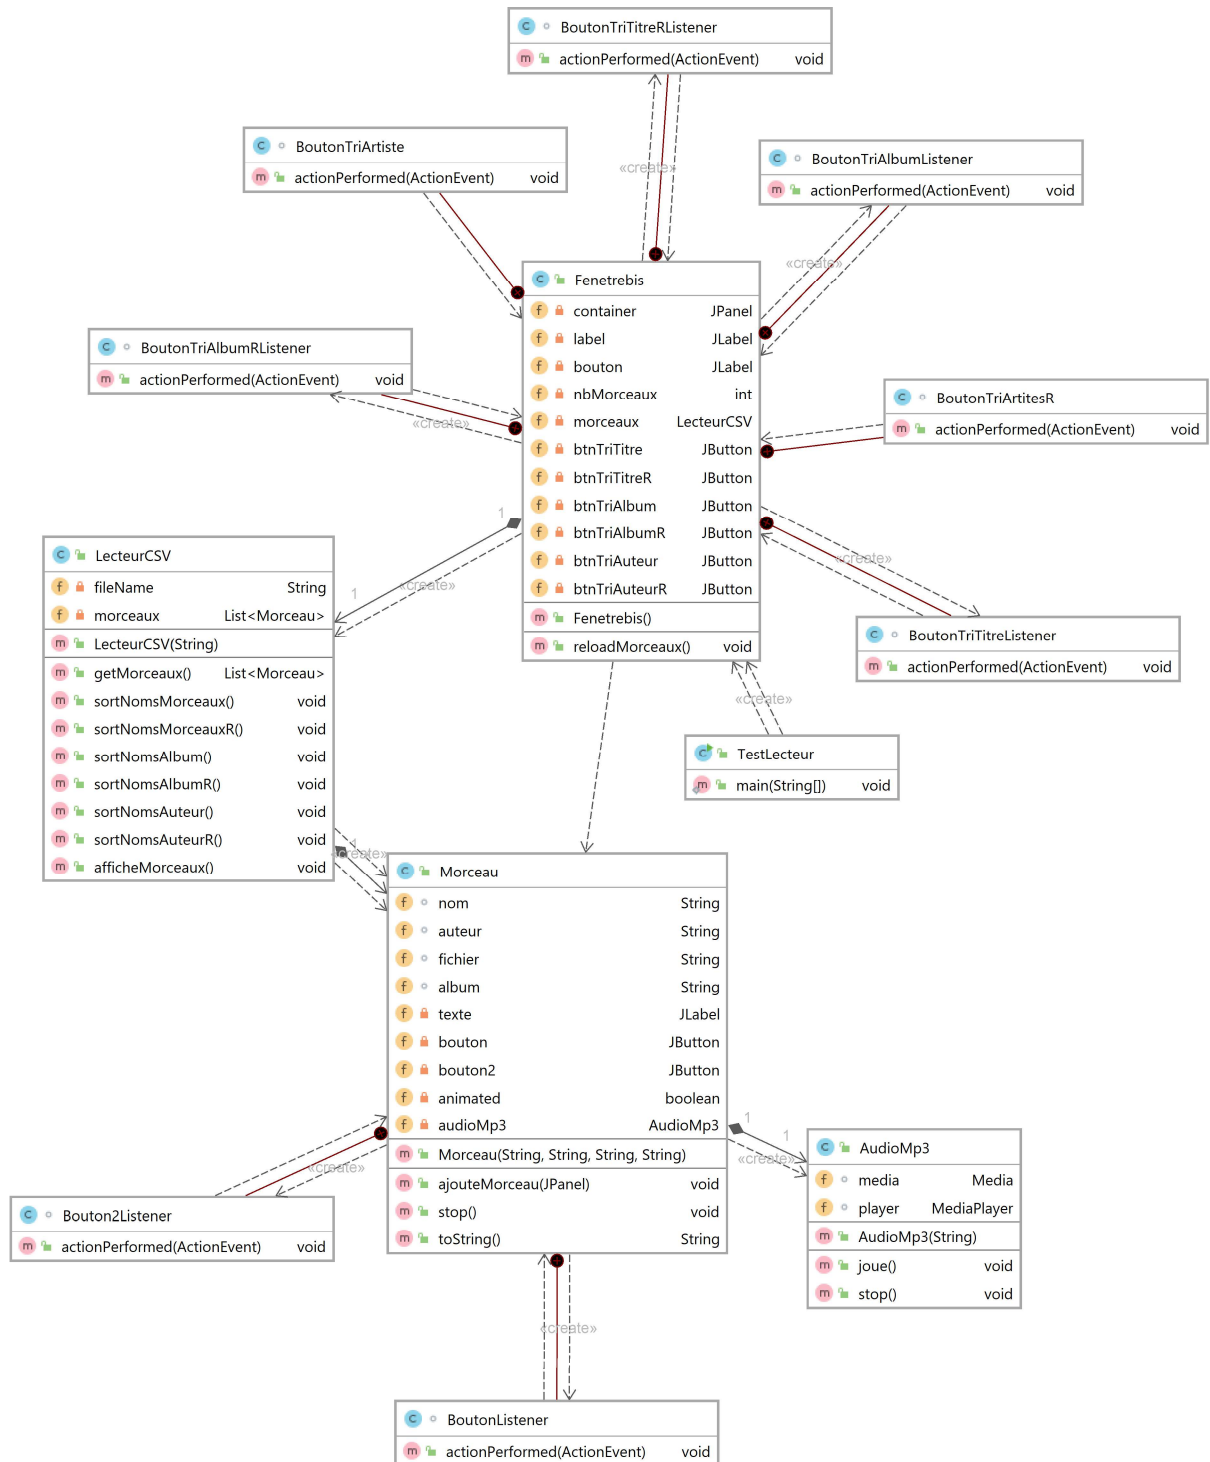 BoutonTriTitreRListener
actionPerformed(ActionEvent) void
BoutonTriArtiste
actionPerformed(ActionEvent) void
BoutonTriAlbumListener
actionPerformed(ActionEvent) void
«create»
«create»
Fenetrebis
container JPanel
label JLabel
bouton JLabel
nbMorceaux int
morceaux LecteurCSV
btnTriTitre JButton
btnTriTitreR JButton
btnTriAlbum JButton
btnTriAlbumR JButton
btnTriAuteur JButton
btnTriAuteurR JButton
Fenetrebis()
reloadMorceaux() void
BoutonTriAlbumRListener
actionPerformed(ActionEvent) void
«create»
BoutonTriArtitesR
actionPerformed(ActionEvent) void
1
1
«create»
«create»
LecteurCSV
fileName String
morceaux List<Morceau>
LecteurCSV(String)
getMorceaux() List<Morceau>
sortNomsMorceaux() void
sortNomsMorceauxR() void
sortNomsAlbum() void
sortNomsAlbumR() void
sortNomsAuteur() void
sortNomsAuteurR() void
afficheMorceaux() void
BoutonTriTitreListener
actionPerformed(ActionEvent) void
«create»
TestLecteur
main(String[]) void
1
«create»
Morceau
nom String
auteur String
fichier String
album String
texte JLabel
bouton JButton
bouton2 JButton
animated boolean
audioMp3 AudioMp3
Morceau(String, String, String, String)
ajouteMorceau(JPanel) void
stop() void
toString() String
1
1
«create»
AudioMp3
media Media
player MediaPlayer
AudioMp3(String)
joue() void
stop() void
«create»
Bouton2Listener
actionPerformed(ActionEvent) void
«create»
BoutonListener
actionPerformed(ActionEvent) void